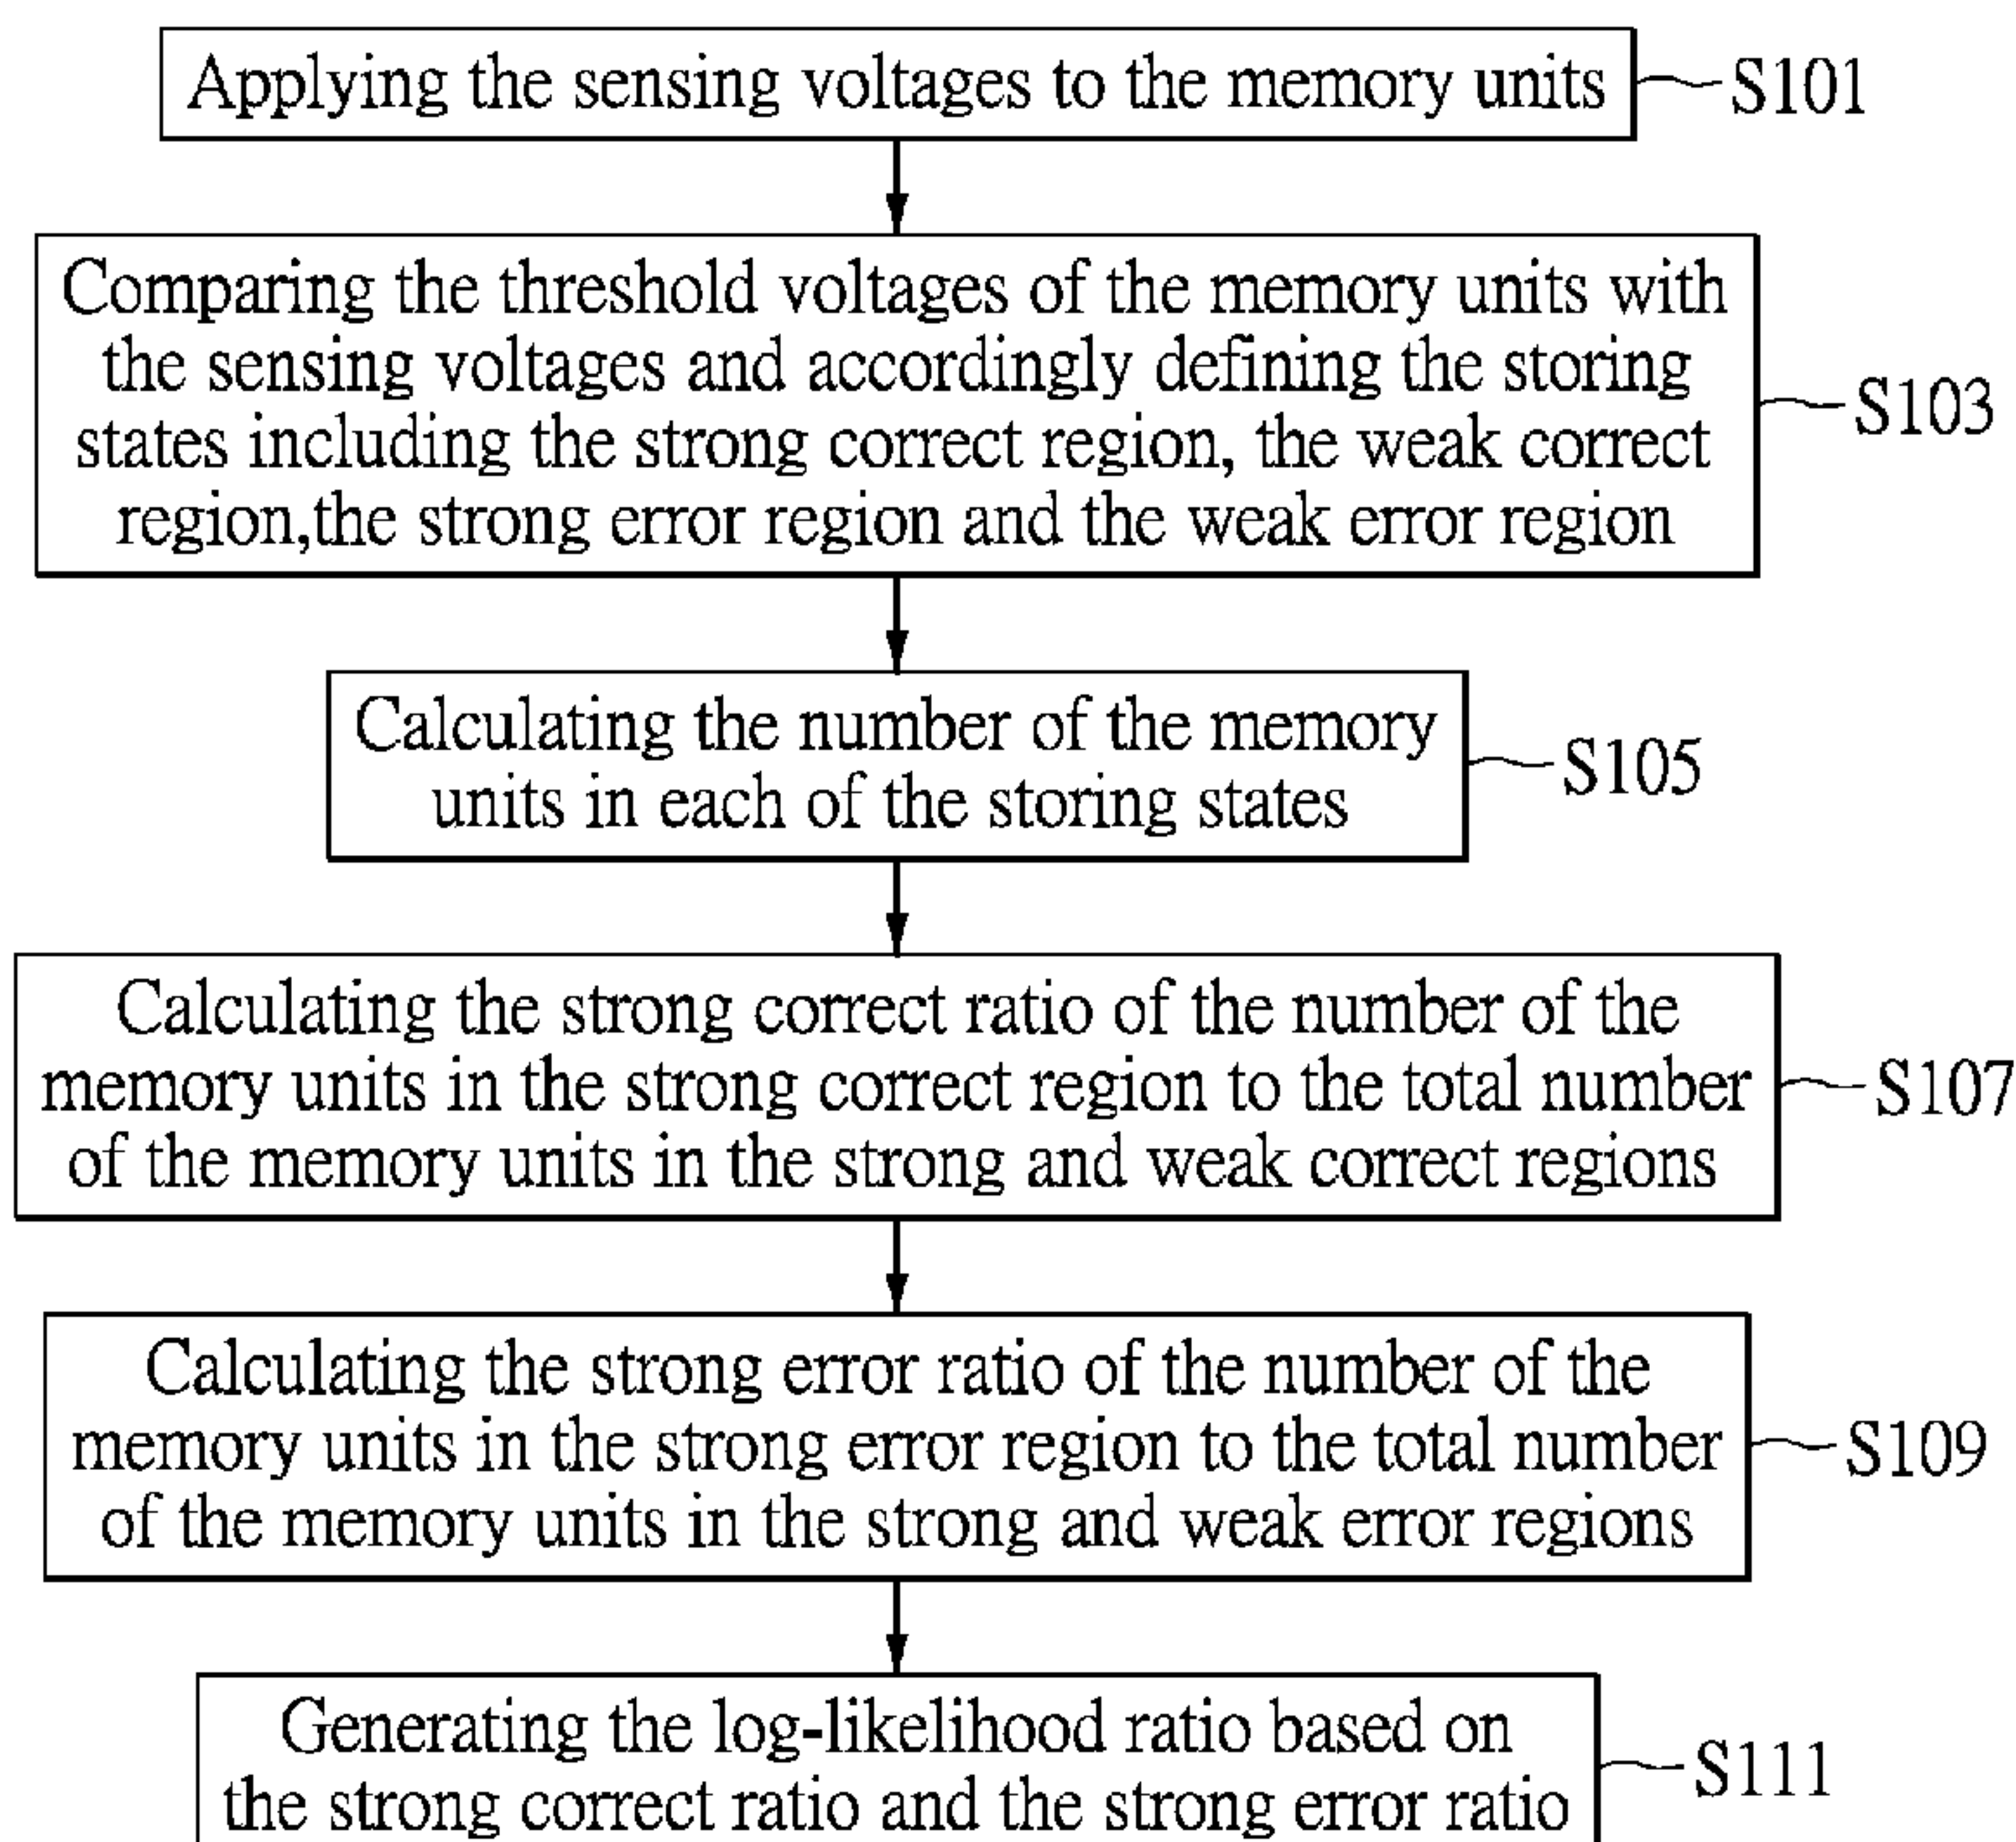 Applying the sensing voltages to the memory units
S101
Comparing the threshold voltages of the memory units with
the sensing voltages and accordingly defining the storing
states including the strong correct region, the weak correct
region,the strong error region and the weak error region
S103
Calculating the number of the memory
units in each of the storing states
S105
Calculating the strong correct ratio of the number of the
memory units in the strong correct region to the total number
of the memory units in the strong and weak correct regions
S107
Calculating the strong error ratio of the number of the
memory units in the strong error region to the total number
of the memory units in the strong and weak error regions
S109
Generating the log-likelihood ratio based on
the strong correct ratio and the strong error ratio
S111